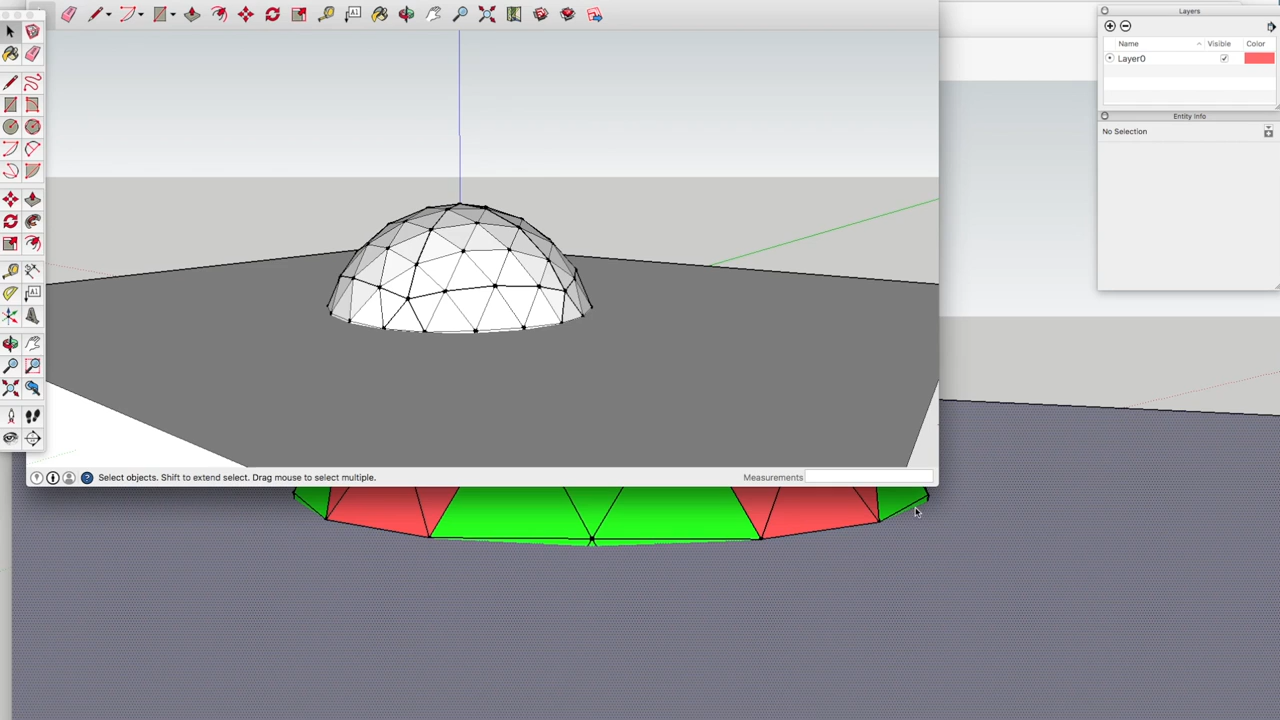 Layers
Name Visible Color
Layer0
Entity Info
No Selection
Select objects. Shift to extend select. Drag mouse to select multiple.
Measurements